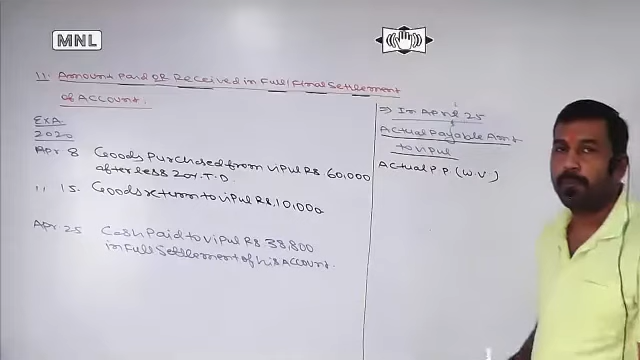 MNL
11. Amount Paid OR Received in Full/Final Settlement
of Account.
Exa.
2020
Apr 8 Goods Purchased from Vipul Rs. 60,000
after less 20%. T.D.
" 15. Goods return to Vipul Rs. 10,000
Apr 25 Cash Paid to Vipul Rs. 38,800
in Full Settlement of his Account.
⇒ In April 25
Actual Payable Amt
to Vipul
Actual P.P. (W.V.)